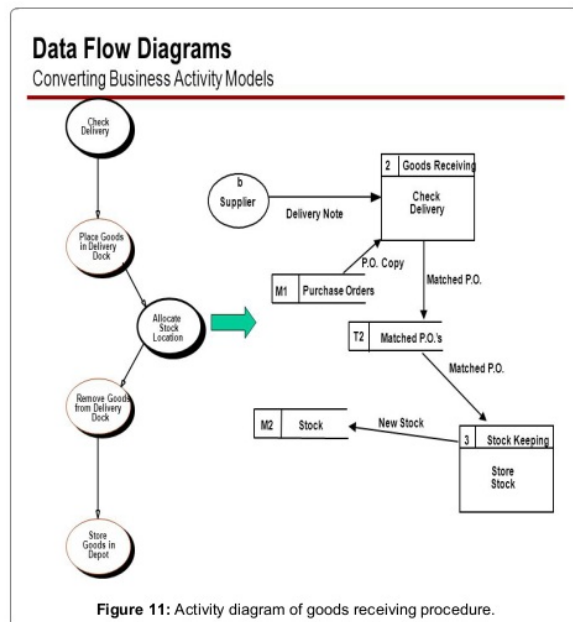 Data Flow Diagrams
Converting Business Activity Models
Check
Delivery
Place Goods
in Delivery
Dock
Allocate
Stock
Location
Remove Goods
from Delivery
Dock
Store
Goods in
Depot
b
Supplier
Delivery Note
2 Goods Receiving
Check
Delivery
P.O. Copy
M1 Purchase Orders
Matched P.O.
T2 Matched P.O.'s
Matched P.O.
M2 Stock
New Stock
3 Stock Keeping
Store
Stock
Figure 11: Activity diagram of goods receiving procedure.